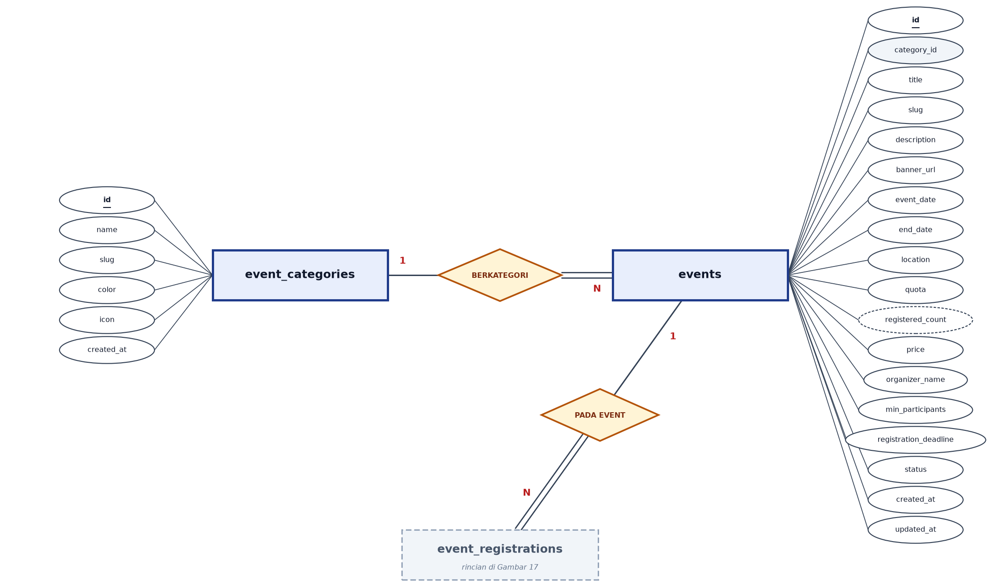 id
name
slug
color
icon
created_at
event_categories
1
BERKATEGORI
N
events
1
PADA EVENT
N
event_registrations
rincian di Gambar 17
id
category_id
title
slug
description
banner_url
event_date
end_date
location
quota
registered_count
price
organizer_name
min_participants
registration_deadline
status
created_at
updated_at